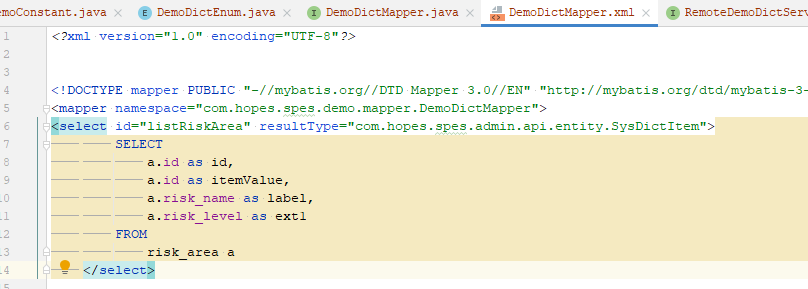 emoConstant.java DemoDictEnum.java DemoDictMapper.java DemoDictMapper.xml RemoteDemoDictServ
1 <?xml version="1.0" encoding="UTF-8"?>
2
3
4 <!DOCTYPE mapper PUBLIC "-//mybatis.org//DTD Mapper 3.0//EN" "http://mybatis.org/dtd/mybatis-3-
5 <mapper namespace="com.hopes.spes.demo.mapper.DemoDictMapper">
6 <select id="listRiskArea" resultType="com.hopes.spes.admin.api.entity.SysDictItem">
7 SELECT
8 a.id as id,
9 a.id as itemValue,
10 a.risk_name as label,
11 a.risk_level as ext1
12 FROM
13 risk_area a
14 </select>
15